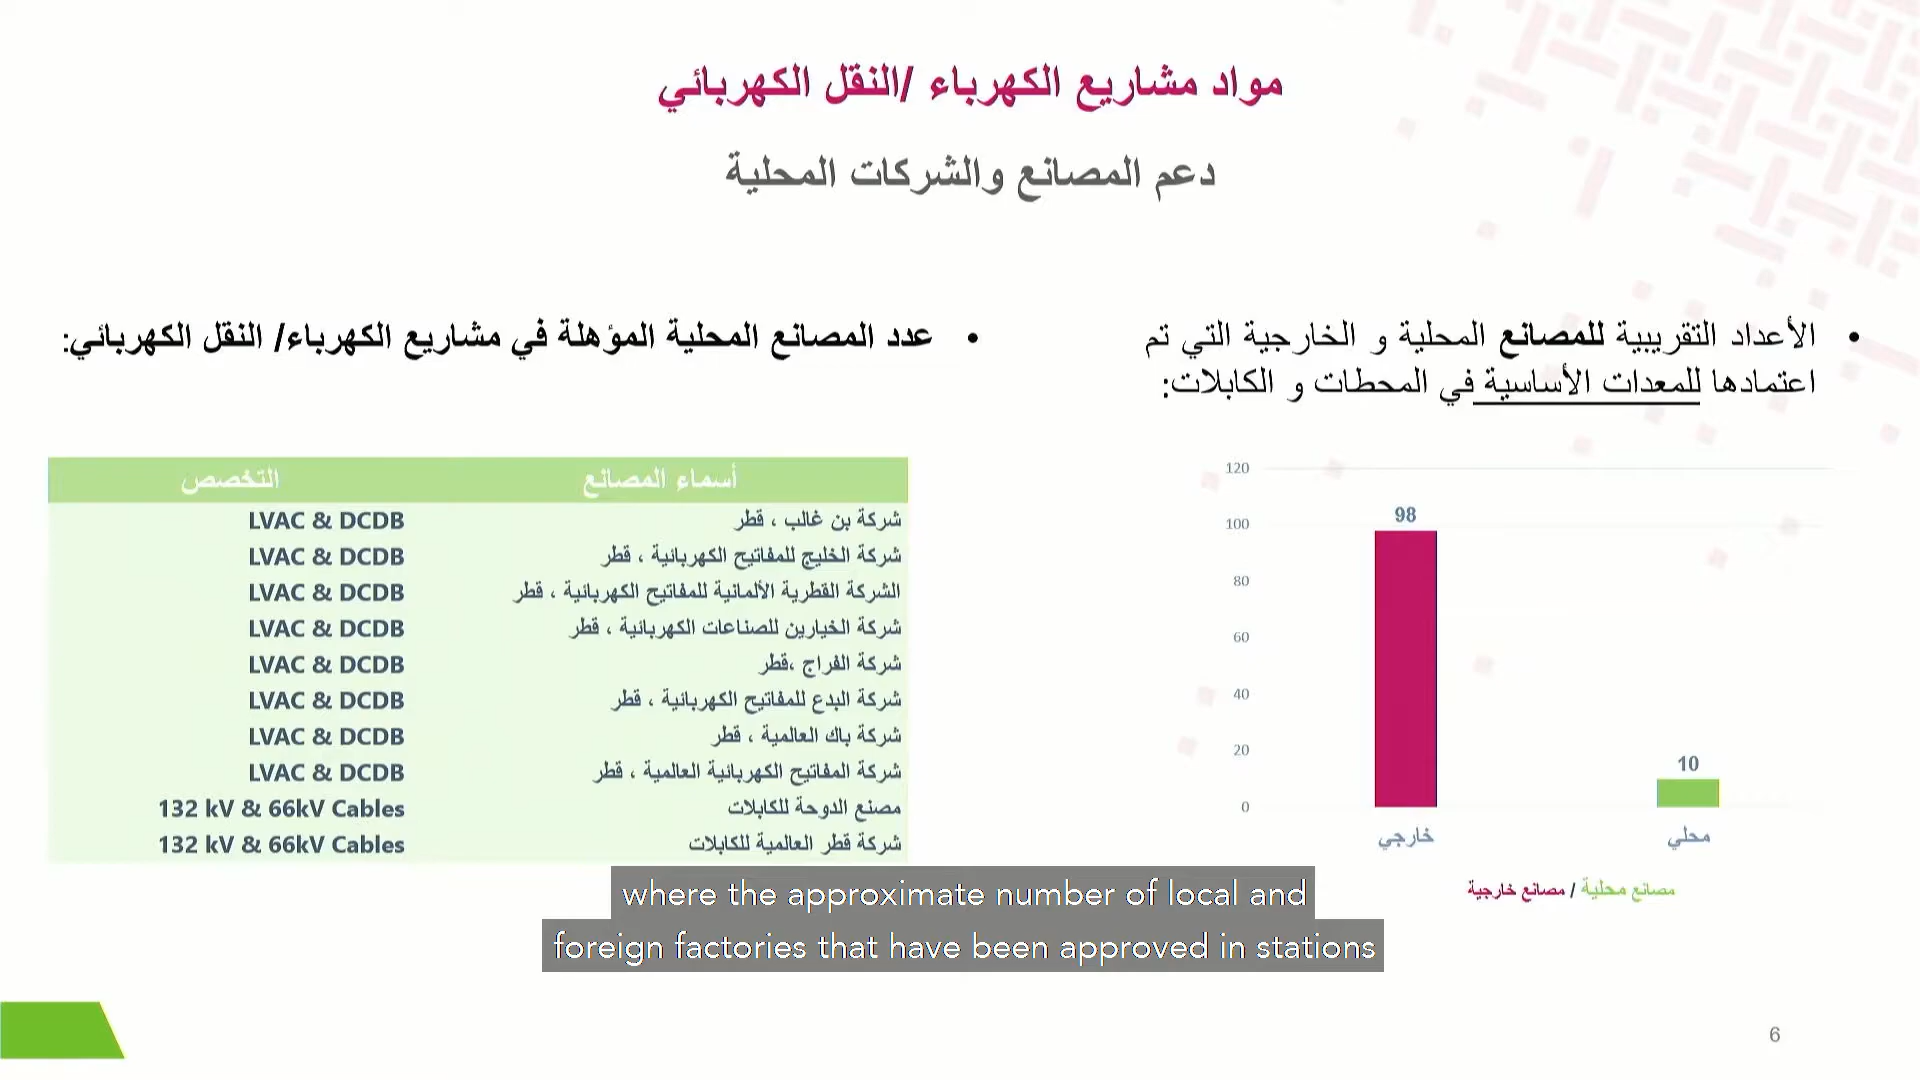 مواد مشاريع الكهرباء /النقل الكهربائي
دعم المصانع والشركات المحلية
• الأعداد التقريبية للمصانع المحلية و الخارجية التي تم
اعتمادها للمعدات الأساسية في المحطات و الكابلات:
120
100
80
60
40
20
0
98
10
خارجي
محلي
مصانع محلية / مصانع خارجية
• عدد المصانع المحلية المؤهلة في مشاريع الكهرباء/ النقل الكهربائي:
أسماء المصانع التخصص
شركة بن غالب ، قطر LVAC & DCDB
شركة الخليج للمفاتيح الكهربائية ، قطر LVAC & DCDB
الشركة القطرية الألمانية للمفاتيح الكهربائية ، قطر LVAC & DCDB
شركة الخيارين للصناعات الكهربائية ، قطر LVAC & DCDB
شركة الفراج ،قطر LVAC & DCDB
شركة البدع للمفاتيح الكهربائية ، قطر LVAC & DCDB
شركة باك العالمية ، قطر LVAC & DCDB
شركة المفاتيح الكهربائية العالمية ، قطر LVAC & DCDB
مصنع الدوحة للكابلات 132 kV & 66kV Cables
شركة قطر العالمية للكابلات 132 kV & 66kV Cables
where the approximate number of local and
foreign factories that have been approved in stations
6